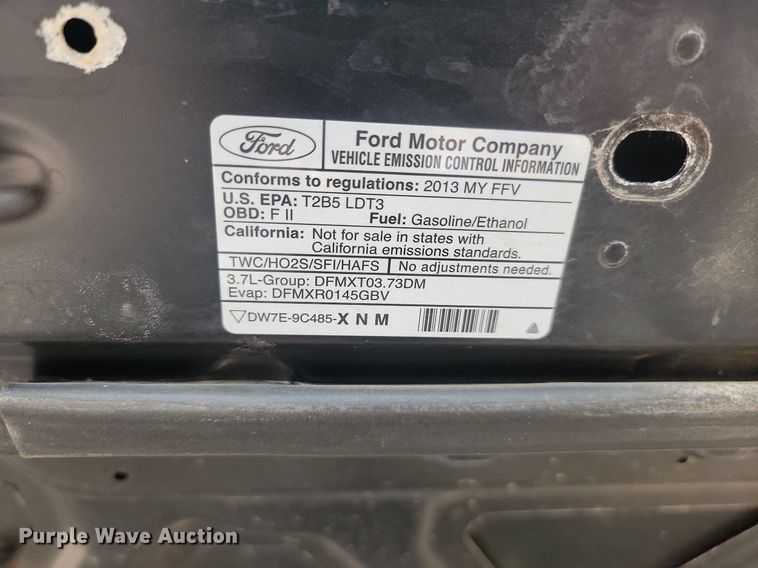 Ford
Ford Motor Company
VEHICLE EMISSION CONTROL INFORMATION
Conforms to regulations: 2013 MY FFV
U.S. EPA: T2B5 LDT3
OBD: F II Fuel: Gasoline/Ethanol
California: Not for sale in states with
California emissions standards.
TWC/HO2S/SFI/HAFS No adjustments needed.
3.7L-Group: DFMXT03.73DM
Evap: DFMXR0145GBV
DW7E-9C485-X N M
Purple Wave Auction